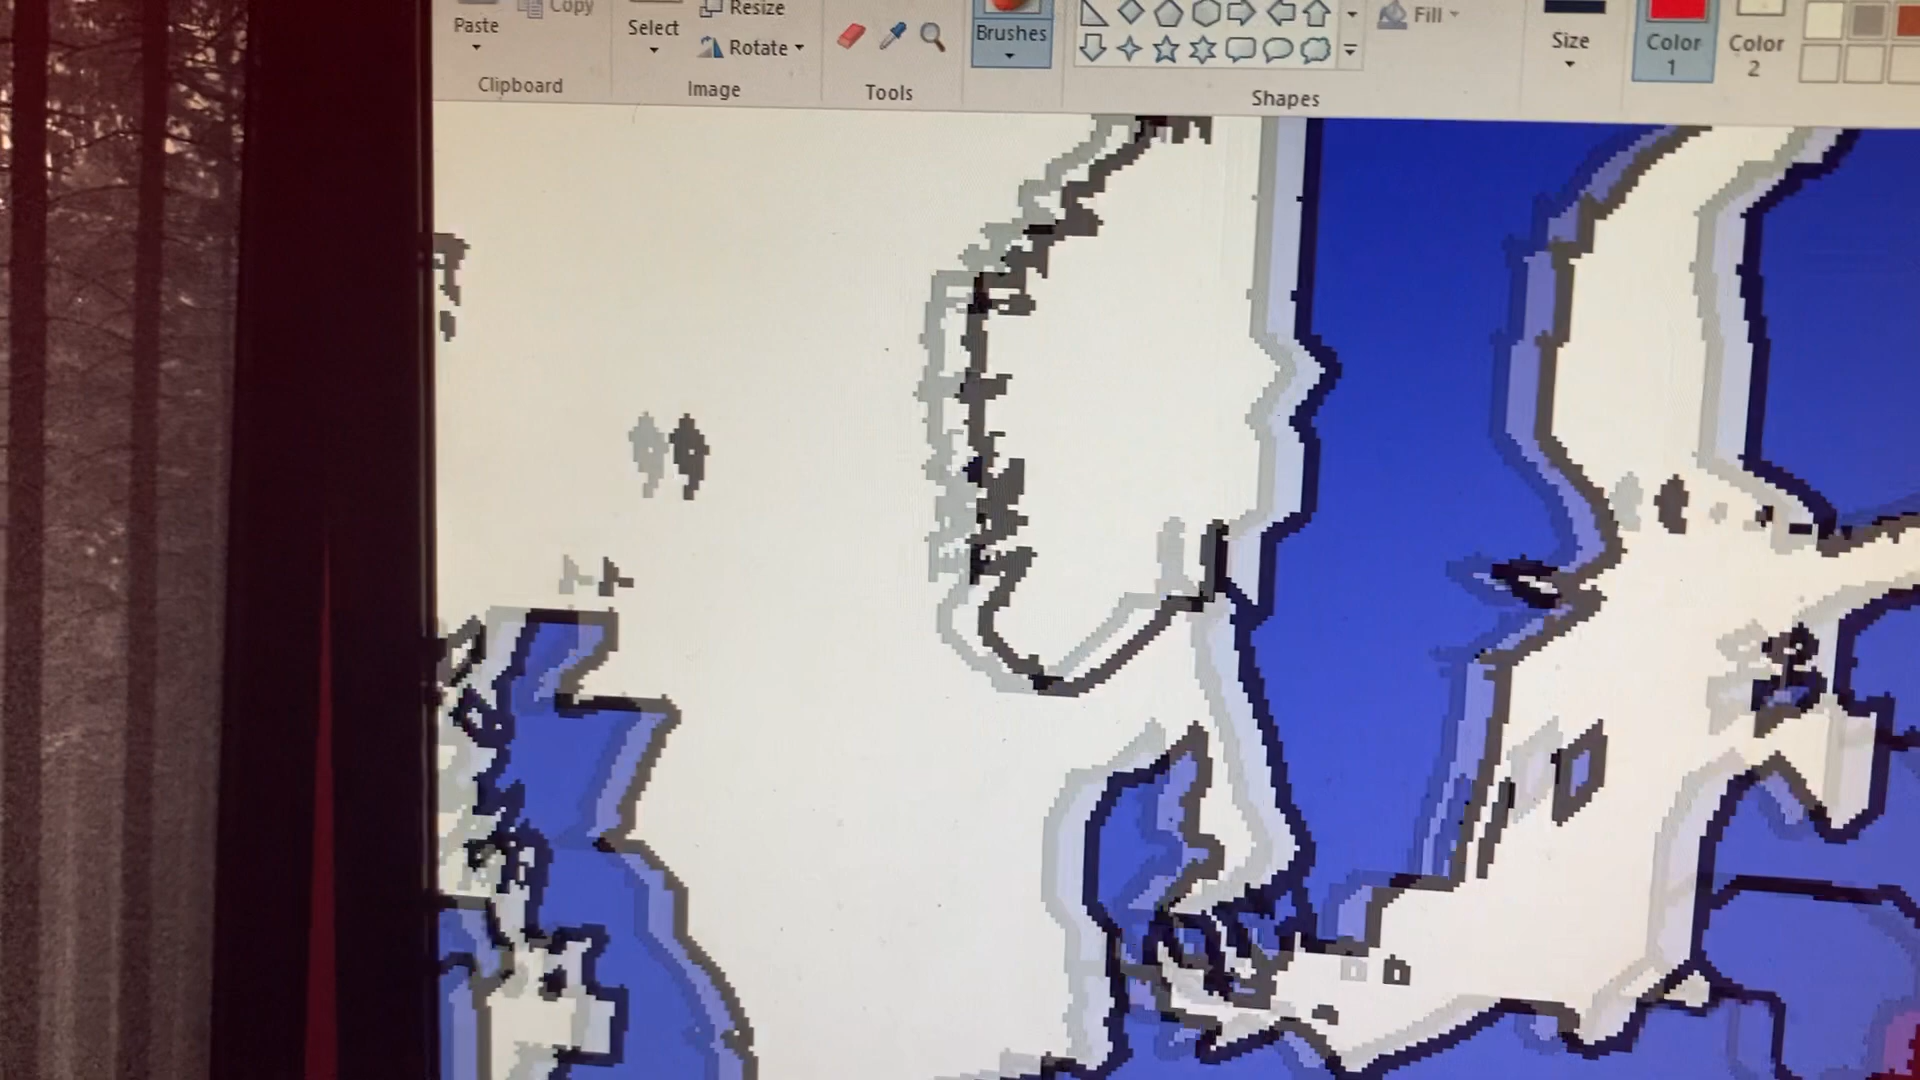 Paste
Copy
Clipboard
Select
Resize
Rotate
Image
Tools
Brushes
Shapes
Fill
Size
Color
1
Color
2